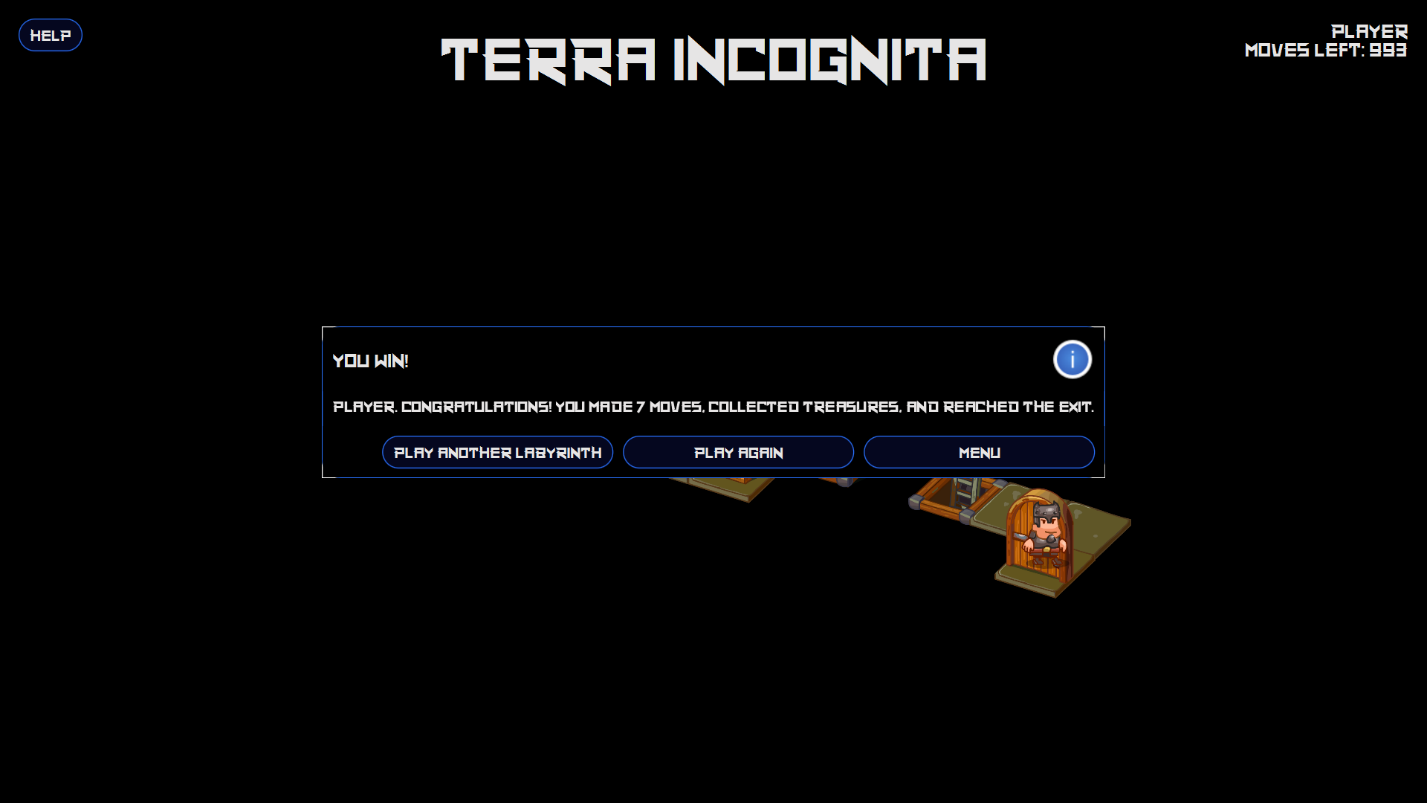 HELP
TERRA INCOGNITA
PLAYER
MOVES LEFT: 993
YOU WIN!
i
PLAYER. CONGRATULATIONS! YOU MADE 7 MOVES, COLLECTED TREASURES, AND REACHED THE EXIT.
PLAY ANOTHER LABYRINTH
PLAY AGAIN
MENU